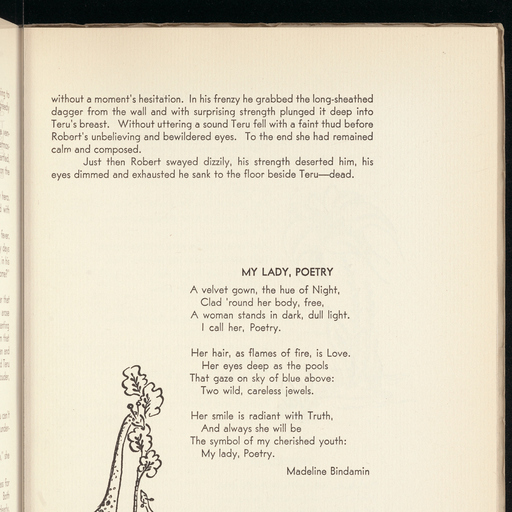 without a moment's hesitation. In his frenzy he grabbed the long-sheathed
dagger from the wall and with surprising strength plunged it deep into
Teru's breast. Without uttering a sound Teru fell with a faint thud before
Robert's unbelieving and bewildered eyes. To the end she had remained
calm and composed.
Just then Robert swayed dizzily, his strength deserted him, his
eyes dimmed and exhausted he sank to the floor beside Teru—dead.
MY LADY, POETRY
A velvet gown, the hue of Night,
Clad 'round her body, free,
A woman stands in dark, dull light.
I call her, Poetry.
Her hair, as flames of fire, is Love.
Her eyes deep as the pools
That gaze on sky of blue above:
Two wild, careless jewels.
Her smile is radiant with Truth,
And always she will be
The symbol of my cherished youth:
My lady, Poetry.
Madeline Bindamin